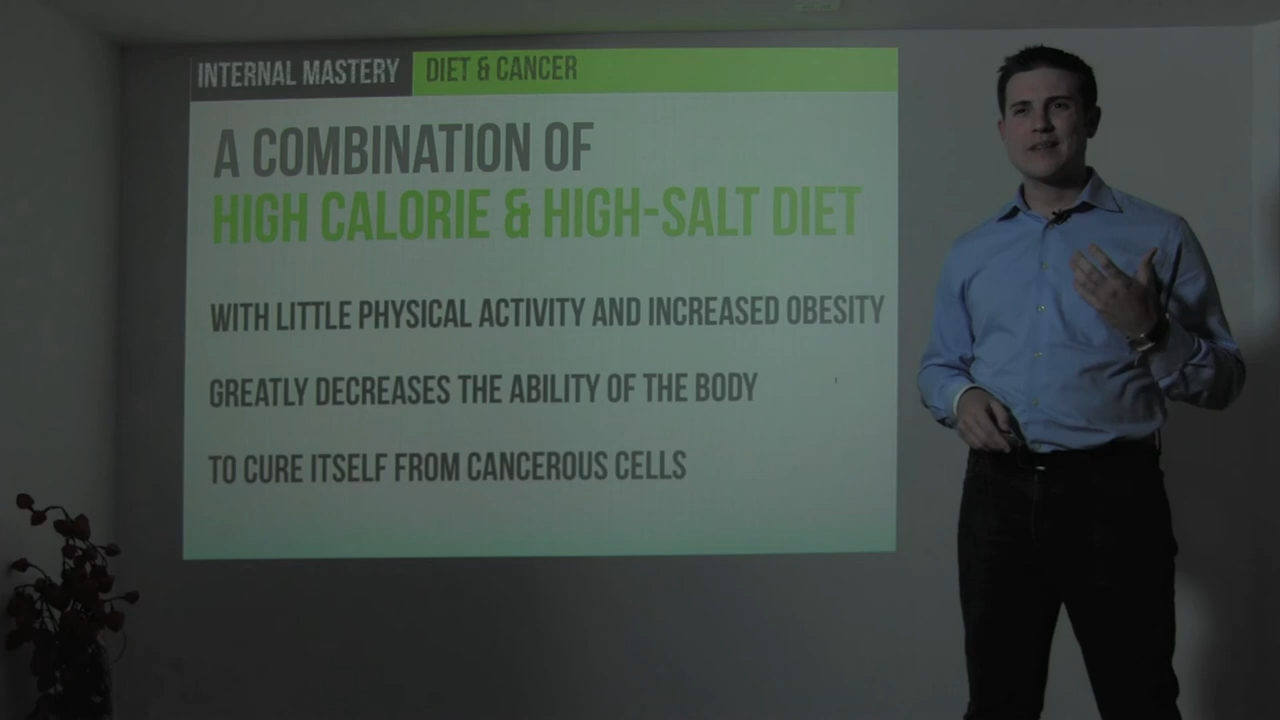 INTERNAL MASTERY DIET & CANCER
A COMBINATION OF
HIGH CALORIE & HIGH-SALT DIET
WITH LITTLE PHYSICAL ACTIVITY AND INCREASED OBESITY
GREATLY DECREASES THE ABILITY OF THE BODY
TO CURE ITSELF FROM CANCEROUS CELLS